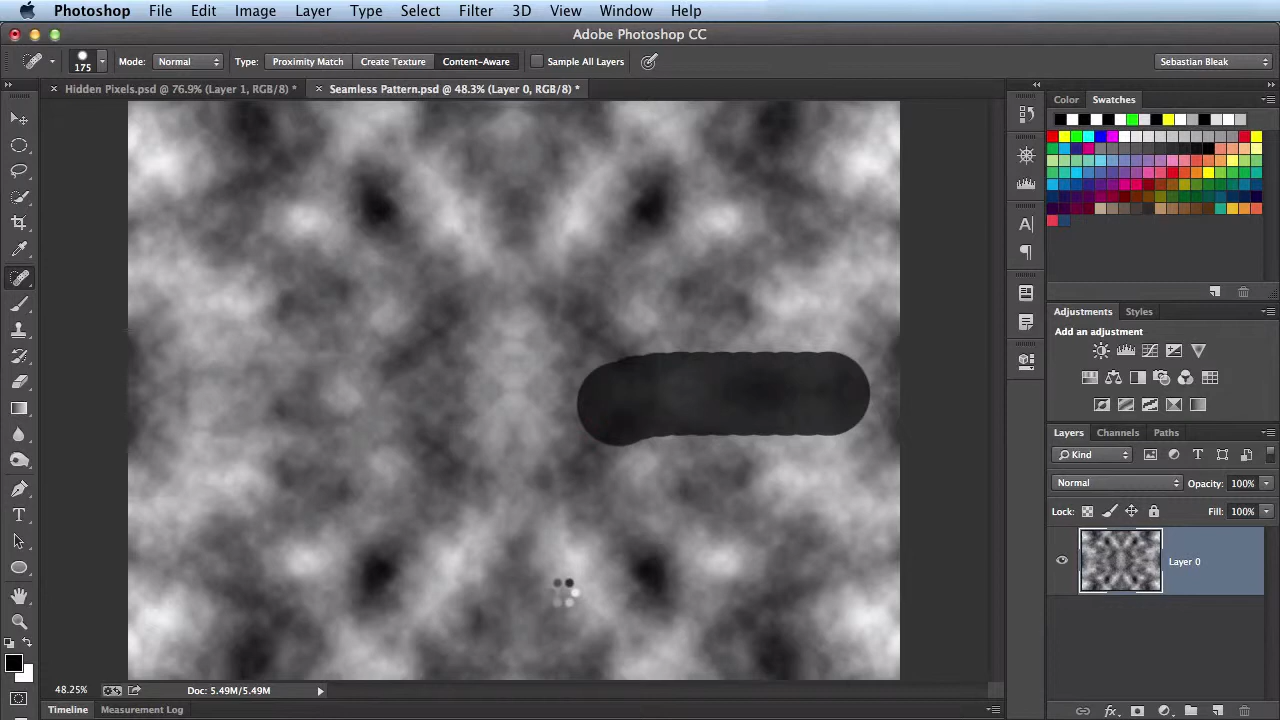 Photoshop File Edit Image Layer Type Select Filter 3D View Window Help
Adobe Photoshop CC
175 Mode: Normal Type: Proximity Match Create Texture Content-Aware Sample All Layers Sebastian Bleak
× Hidden Pixels.psd @ 76.9% (Layer 1, RGB/8) * × Seamless Pattern.psd @ 48.3% (Layer 0, RGB/8) *
Color Swatches
Adjustments Styles
Add an adjustment
Layers Channels Paths
Kind
Normal Opacity: 100%
Lock: Fill: 100%
Layer 0
48.25% Doc: 5.49M/5.49M
Timeline Measurement Log